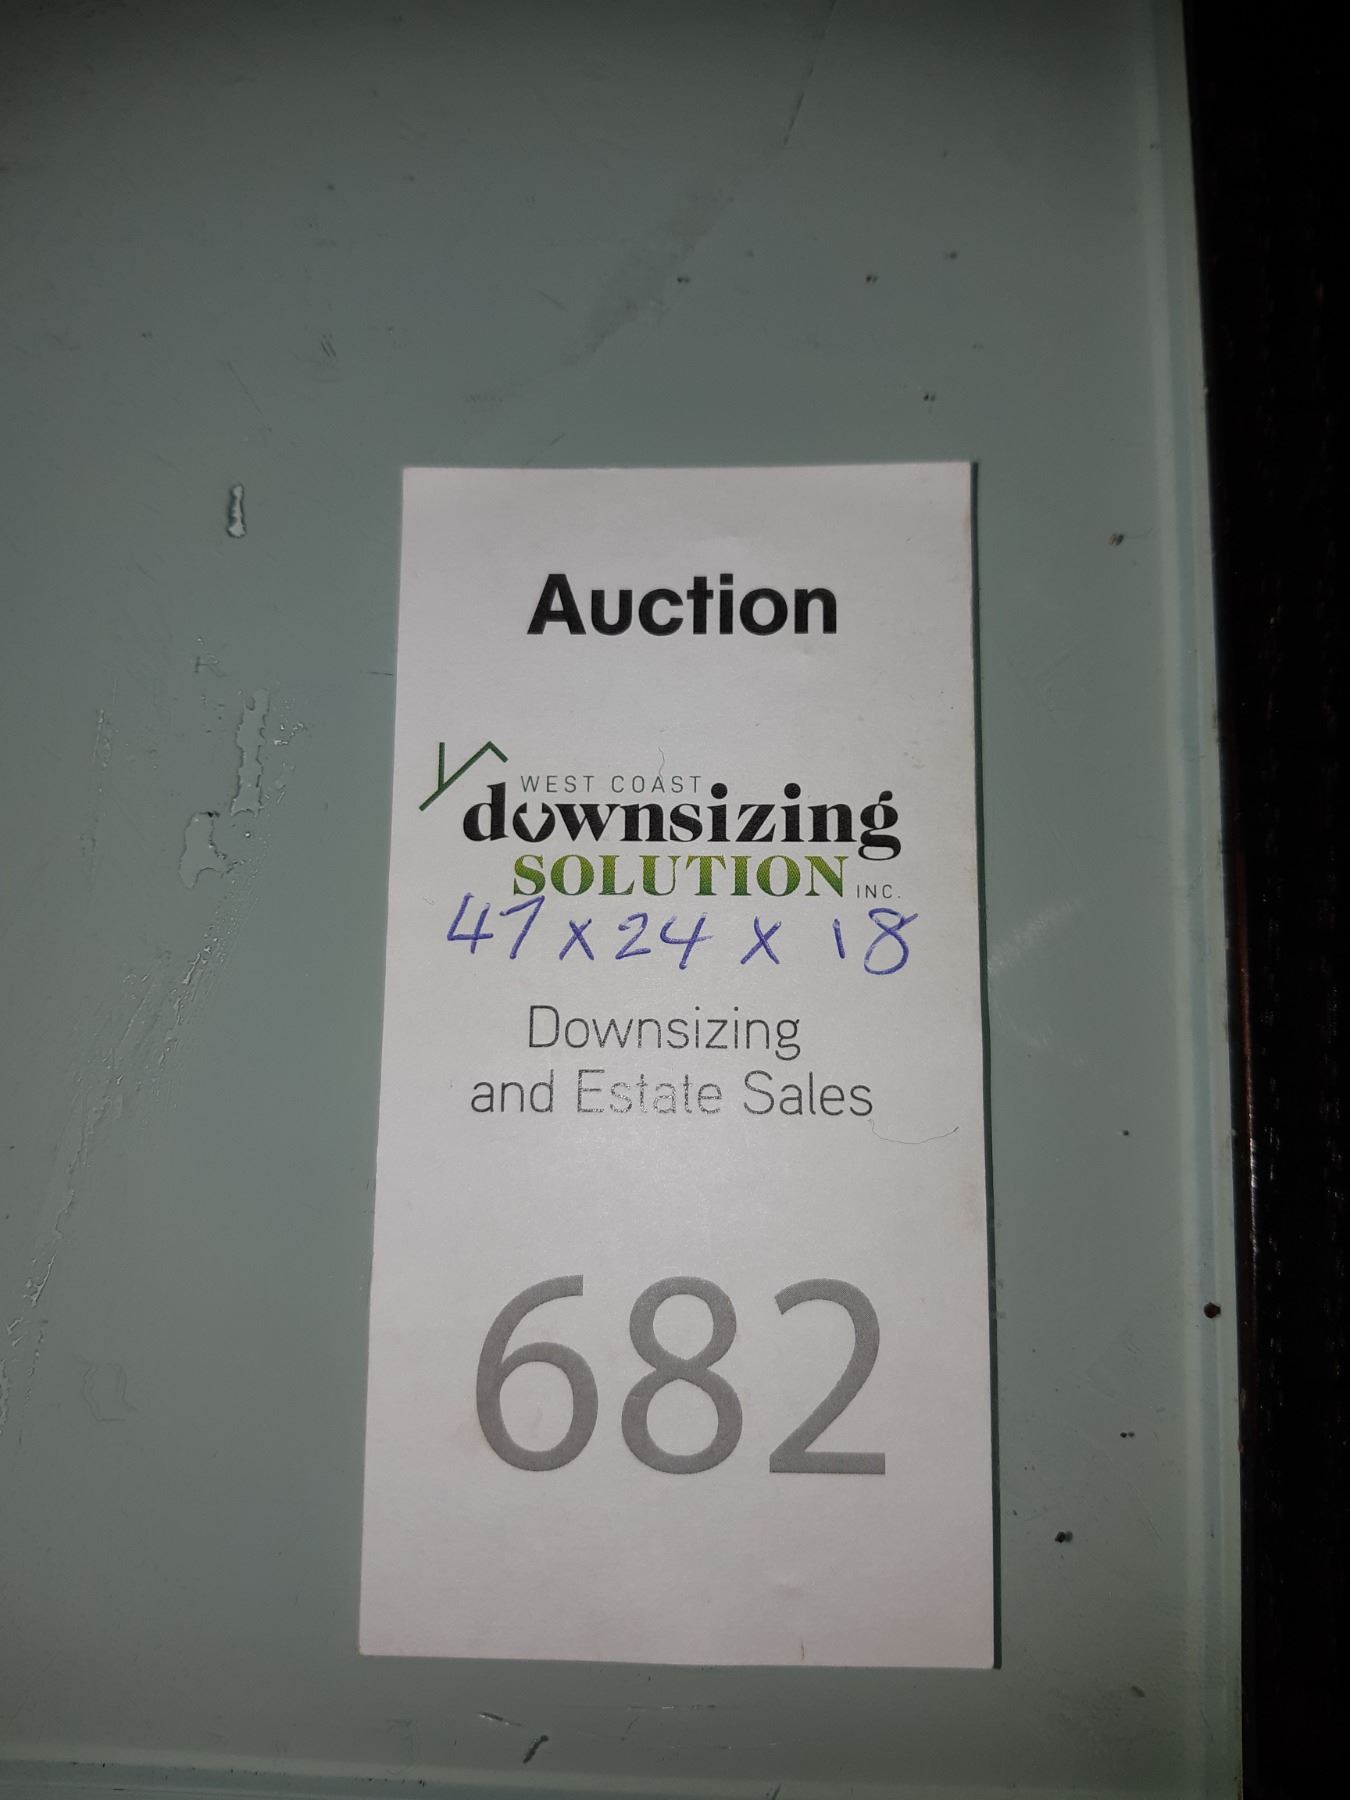 Auction
WEST COAST
downsizing
SOLUTION INC.
47 x 24 x 18
Downsizing
and Estate Sales
682